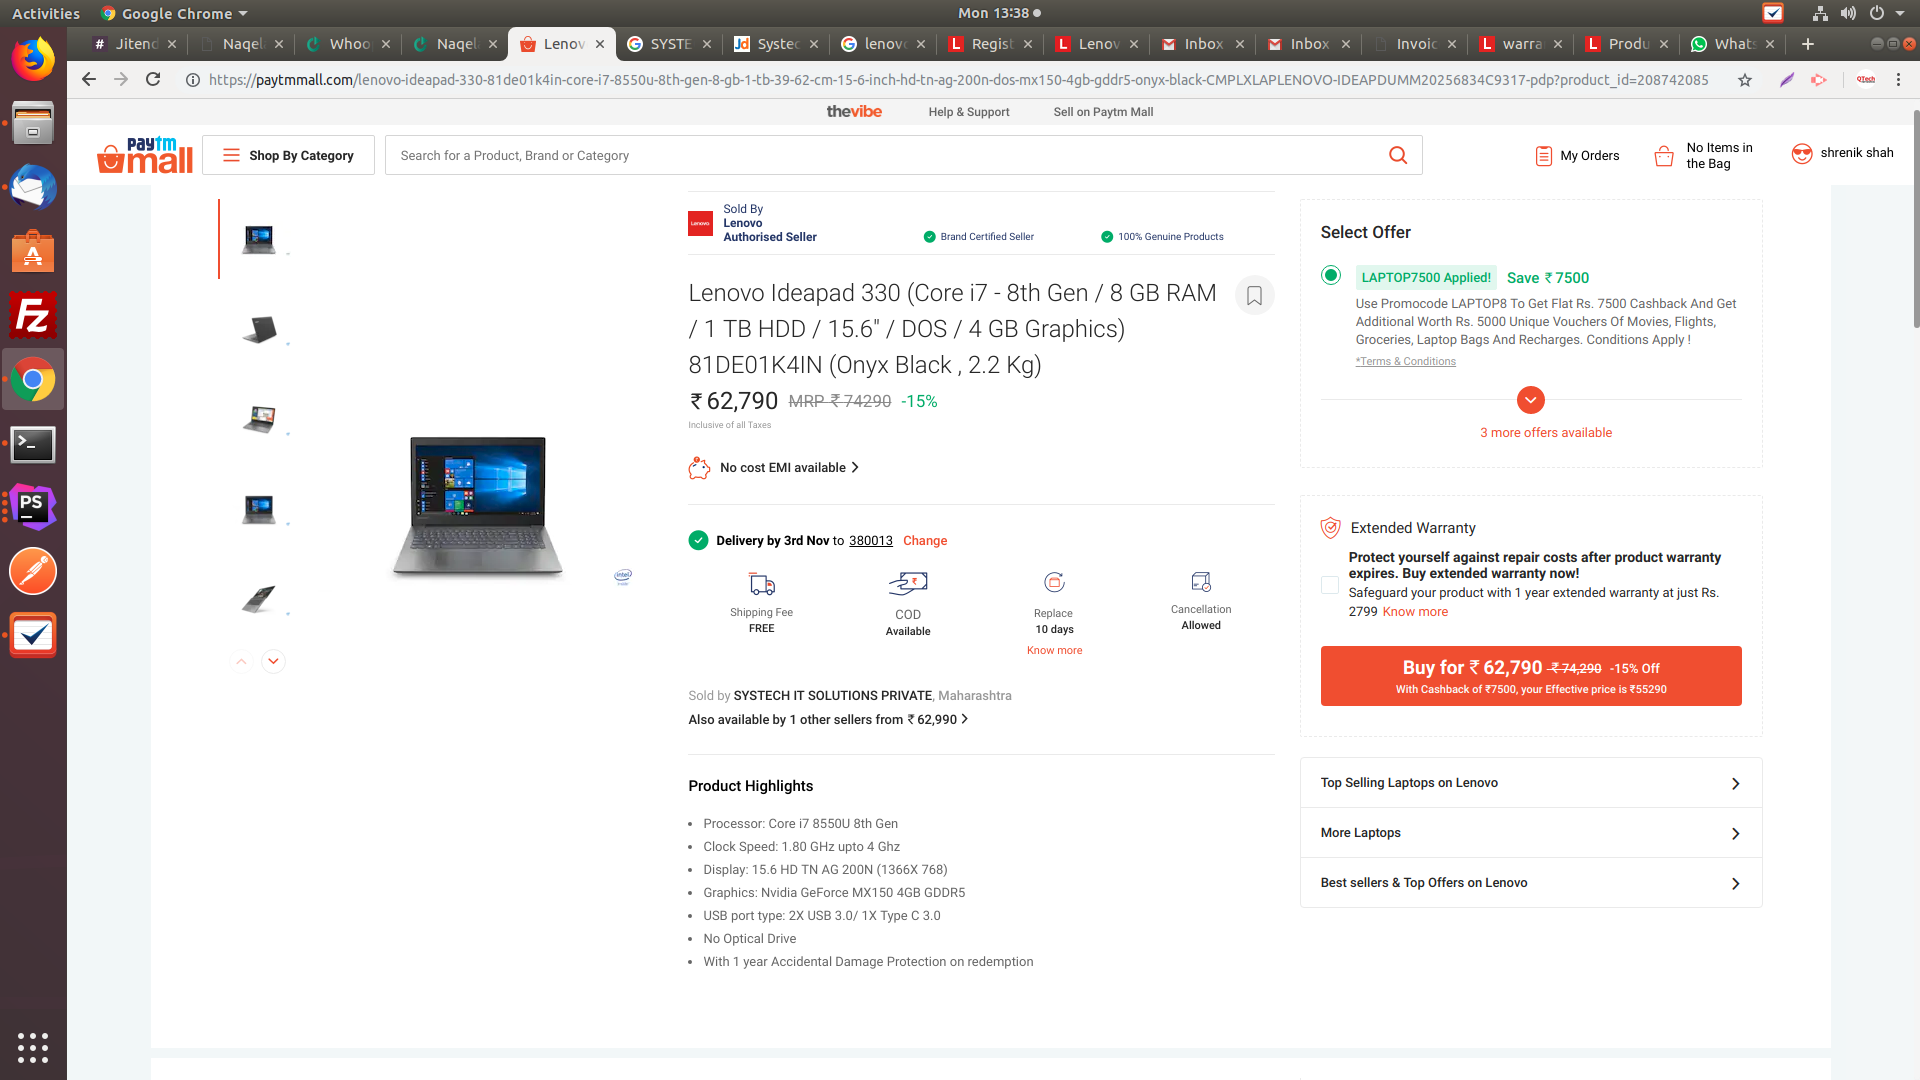 Activities
Google Chrome
Mon 13:38
Jitend
Naqel
Whoo
Naqel
Lenov
SYSTE
Systec
lenovo
Regist
Lenov
Inbox
Inbox
Invoic
warra
Produ
Whats
https://paytmmall.com/lenovo-ideapad-330-81de01k4in-core-i7-8550u-8th-gen-8-gb-1-tb-39-62-cm-15-6-inch-hd-tn-ag-200n-dos-mx150-4gb-gddr5-onyx-black-CMPLXLAPLENOVO-IDEAPDUMM20256834C9317-pdp?product_id=208742085
QTech
thevibe
Help & Support
Sell on Paytm Mall
paytm mall
Shop By Category
Search for a Product, Brand or Category
My Orders
No Items in
the Bag
shrenik shah
Lenovo
Sold By
Lenovo
Authorised Seller
Brand Certified Seller
100% Genuine Products
Lenovo Ideapad 330 (Core i7 - 8th Gen / 8 GB RAM
/ 1 TB HDD / 15.6" / DOS / 4 GB Graphics)
81DE01K4IN (Onyx Black , 2.2 Kg)
₹ 62,790 MRP ₹ 74290 -15%
Inclusive of all Taxes
No cost EMI available
Delivery by 3rd Nov to 380013 Change
Shipping Fee
FREE
COD
Available
Replace
10 days
Know more
Cancellation
Allowed
Sold by SYSTECH IT SOLUTIONS PRIVATE, Maharashtra
Also available by 1 other sellers from ₹ 62,990
Product Highlights
• Processor: Core i7 8550U 8th Gen
• Clock Speed: 1.80 GHz upto 4 Ghz
• Display: 15.6 HD TN AG 200N (1366X 768)
• Graphics: Nvidia GeForce MX150 4GB GDDR5
• USB port type: 2X USB 3.0/ 1X Type C 3.0
• No Optical Drive
• With 1 year Accidental Damage Protection on redemption
intel
Select Offer
LAPTOP7500 Applied! Save ₹ 7500
Use Promocode LAPTOP8 To Get Flat Rs. 7500 Cashback And Get
Additional Worth Rs. 5000 Unique Vouchers Of Movies, Flights,
Groceries, Laptop Bags And Recharges. Conditions Apply !
*Terms & Conditions
3 more offers available
Extended Warranty
Protect yourself against repair costs after product warranty
expires. Buy extended warranty now!
Safeguard your product with 1 year extended warranty at just Rs.
2799 Know more
Buy for ₹ 62,790 ₹ 74,290 -15% Off
With Cashback of ₹7500, your Effective price is ₹55290
Top Selling Laptops on Lenovo
More Laptops
Best sellers & Top Offers on Lenovo